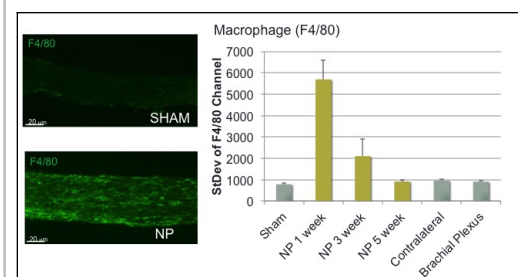 F4/80
20 µm
SHAM
F4/80
20 µm
NP
Macrophage (F4/80)
StDev of F4/80 Channel
7000
6000
5000
4000
3000
2000
1000
0
Sham
NP 1 week
NP 3 week
NP 5 week
Contralateral
Brachial Plexus